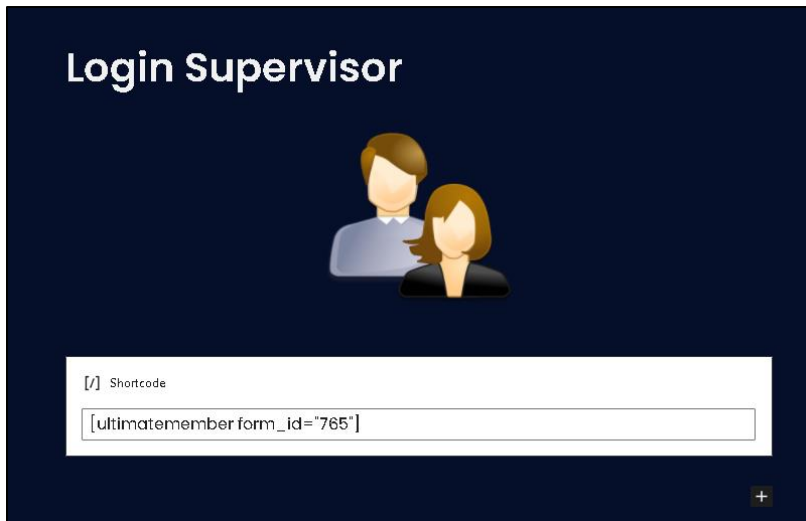 Login Supervisor
[/] Shortcode
[ultimatemember form_id="765"]
+